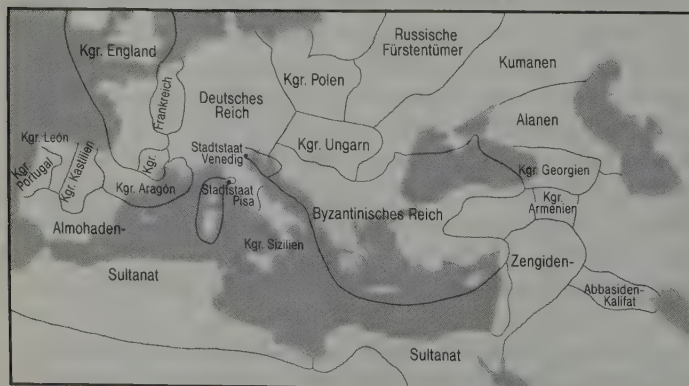 Kgr. England
Russische
Fürstentümer
Kumanen
Kgr. Polen
Frankreich
Deutsches
Reich
Alanen
Kgr. León
Kgr.
Portugal
Kgr. Kastilien
Kgr.
Kgr. Aragón
Stadtstaat
Venedig
Kgr. Ungarn
Stadtstaat
Pisa
Kgr. Georgien
Kgr.
Armenien
Byzantinisches Reich
Almohaden-
Kgr. Sizilien
Zengiden-
Sultanat
Abbasiden-
Kalifat
Sultanat